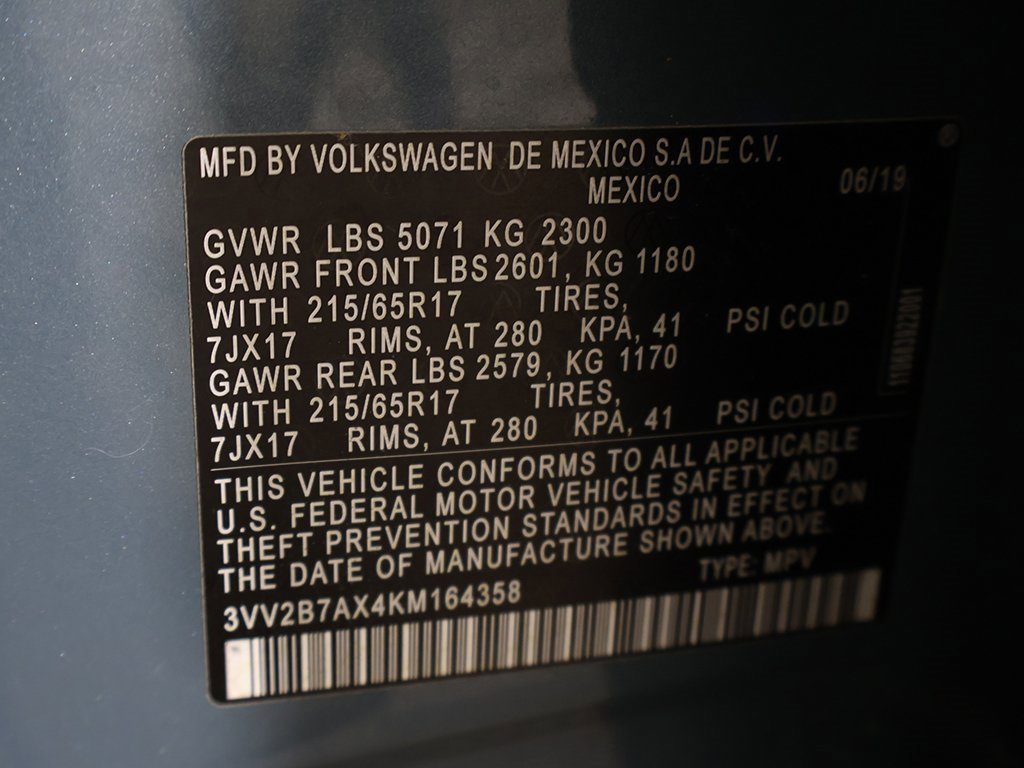 MFD BY VOLKSWAGEN DE MEXICO S.A DE C.V.
MEXICO 06/19
GVWR LBS 5071 KG 2300
GAWR FRONT LBS 2601, KG 1180
WITH 215/65R17 TIRES,
7JX17 RIMS, AT 280 KPA, 41 PSI COLD
GAWR REAR LBS 2579, KG 1170
WITH 215/65R17 TIRES,
7JX17 RIMS, AT 280 KPA, 41 PSI COLD
THIS VEHICLE CONFORMS TO ALL APPLICABLE
U.S. FEDERAL MOTOR VEHICLE SAFETY AND
THEFT PREVENTION STANDARDS IN EFFECT ON
THE DATE OF MANUFACTURE SHOWN ABOVE.
TYPE: MPV
3VV2B7AX4KM164358